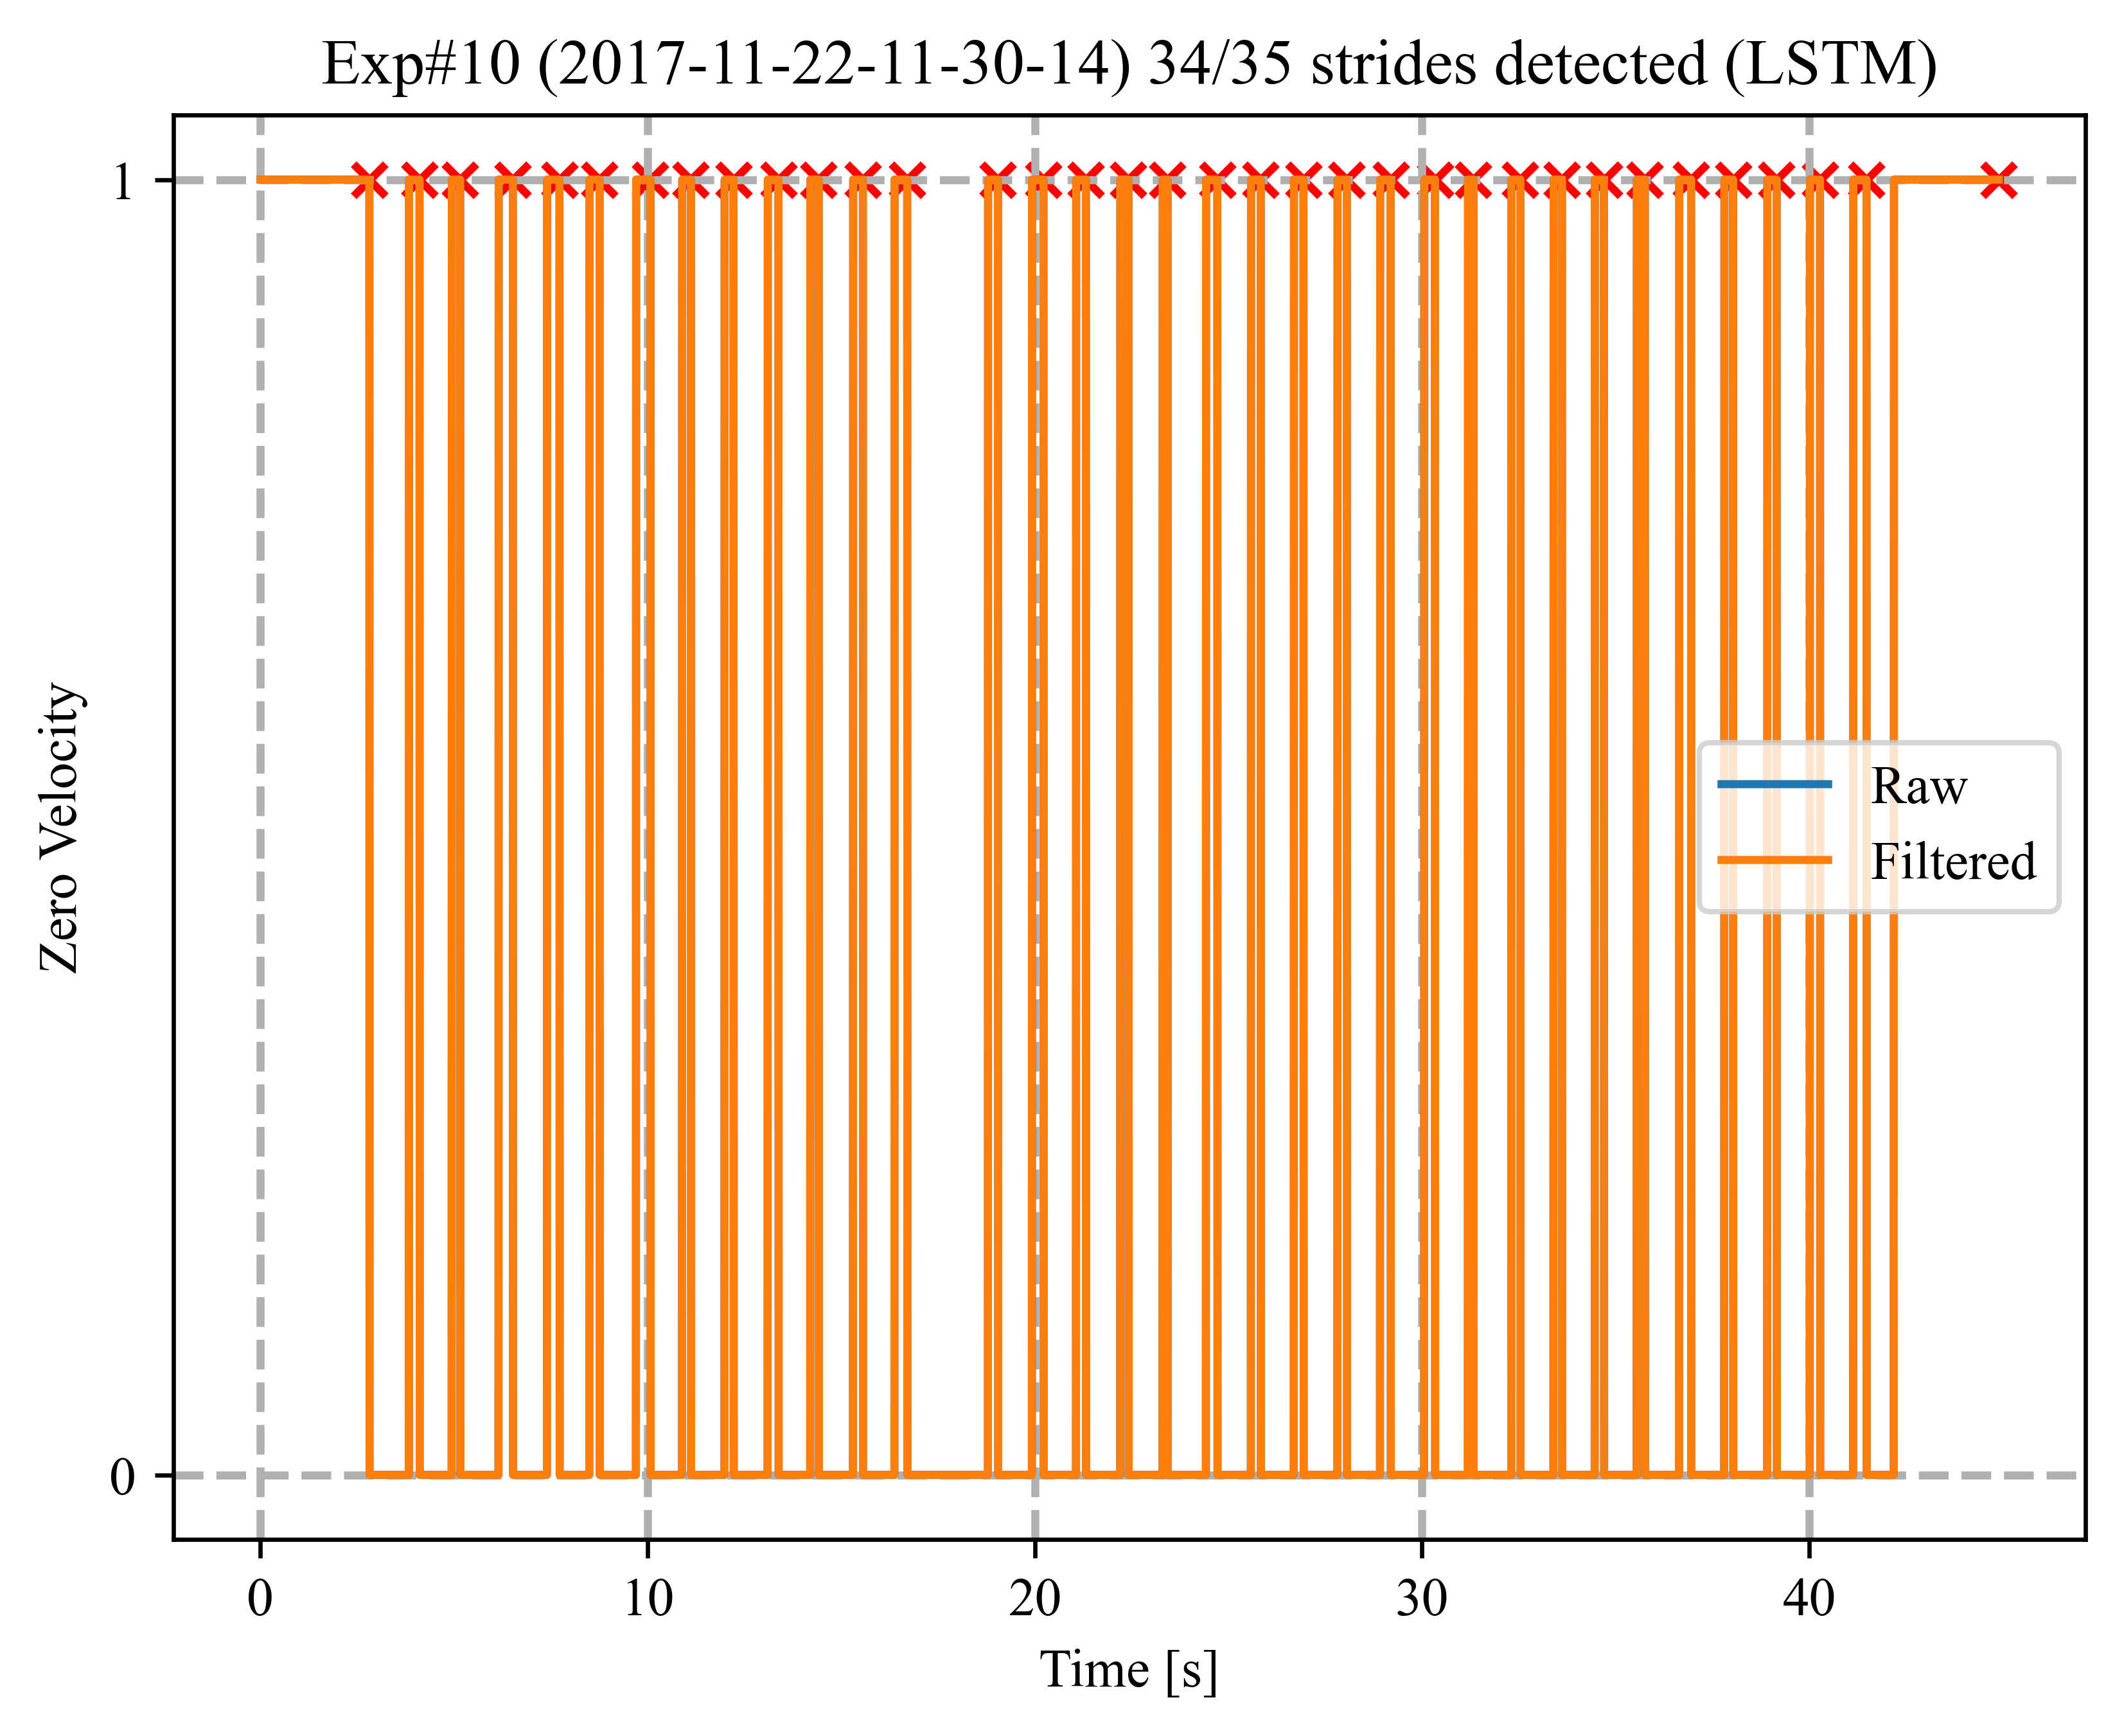 Exp#10 (2017-11-22-11-30-14) 34/35 strides detected (LSTM)
1
Zero Velocity
Raw
Filtered
0
0 10 20 30 40
Time [s]